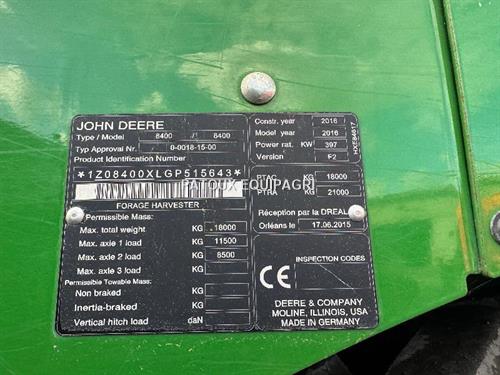 JOHN DEERE
Type / Model 8400 / 8400
Typ Approval Nr. 0-0018-15-00
Product Identification Number
*1Z08400XLGP515643*
FORAGE HARVESTER
Permissible Mass:
Max. total weight KG 18000
Max. axle 1 load KG 11500
Max. axle 2 load KG 8500
Max. axle 3 load KG
Permissible Towable Mass:
Non braked KG
Inertia-braked KG
Vertical hitch load daN
Constr. year 2016
Model year 2016
Power rat. KW 397
Version F2
PTAC KG 18000
PTRA KG 21000
Réception par la DREAL
Orléans le 17.06.2015
CE
INSPECTION CODES
DEERE & COMPANY
MOLINE, ILLINOIS, USA
MADE IN GERMANY
HXE84617
PATOUX EQUIPAGRI